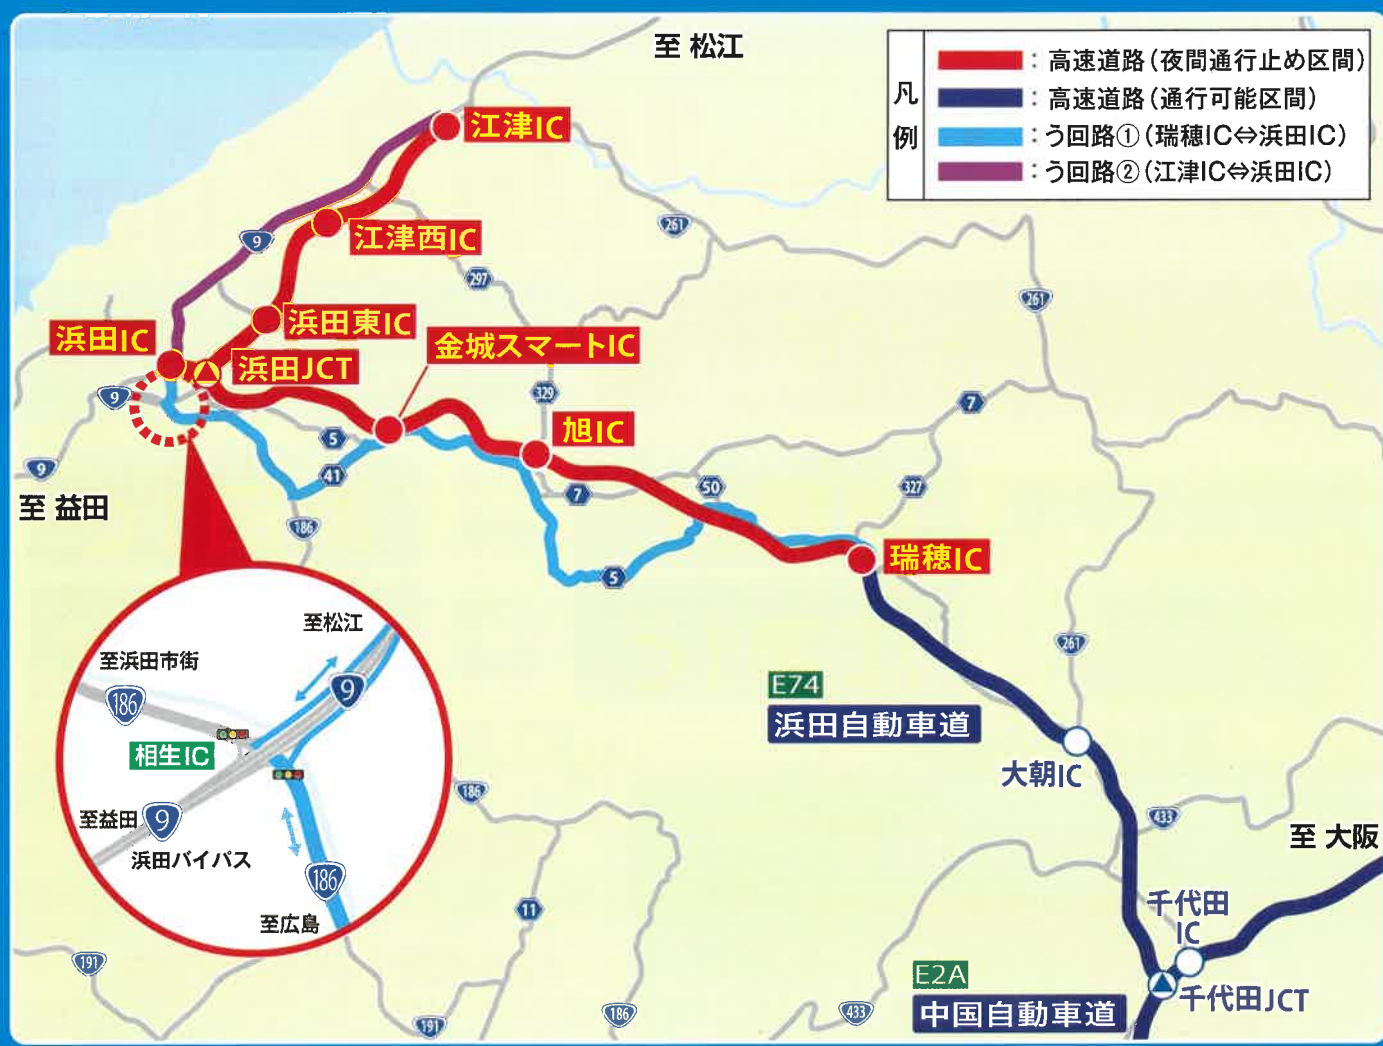 至 松江
凡例
：高速道路（夜間通行止め区間）
：高速道路（通行可能区間）
：う回路①（瑞穂IC⇔浜田IC）
：う回路②（江津IC⇔浜田IC）
江津IC
江津西IC
261
9
297
261
浜田東IC
浜田IC
金城スマートIC
浜田JCT
9
329
7
旭IC
5
9
41
7
50
327
至 益田
186
瑞穂IC
5
至松江
261
至浜田市街
9
186
E74
浜田自動車道
相生IC
大朝IC
186
433
至益田
9
至 大阪
浜田バイパス
186
千代田
IC
11
至広島
191
E2A
千代田JCT
中国自動車道
191
186
433